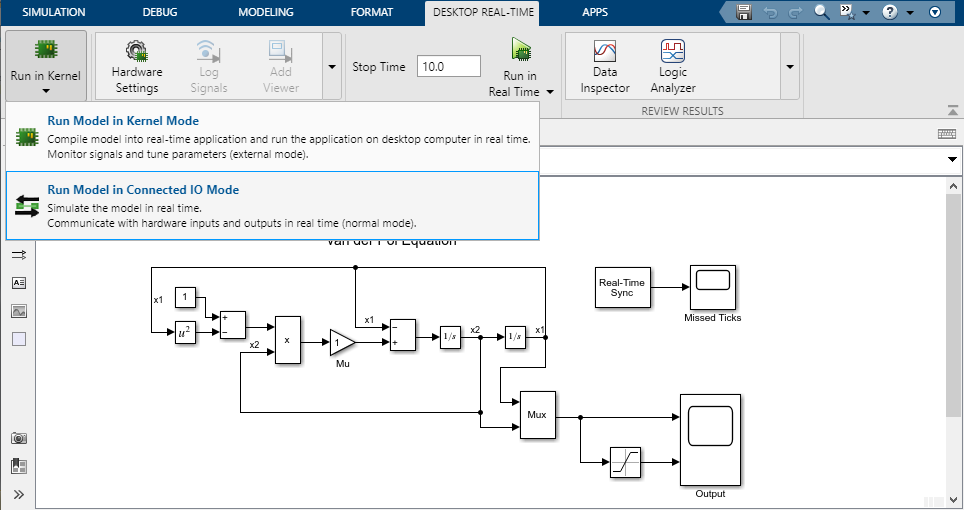 SIMULATION
DEBUG
MODELING
FORMAT
DESKTOP REAL-TIME
APPS
Run in Kernel
Hardware
Settings
Log
Signals
Add
Viewer
Stop Time
10.0
Run in
Real Time
Data
Inspector
Logic
Analyzer
REVIEW RESULTS
Run Model in Kernel Mode
Compile model into real-time application and run the application on desktop computer in real time.
Monitor signals and tune parameters (external mode).
Run Model in Connected IO Mode
Simulate the model in real time.
Communicate with hardware inputs and outputs in real time (normal mode).
van der Pol Equation
x1
1
u²
+
−
x2
x
1
Mu
x1
−
+
1/s
x2
1/s
x1
Mux
Real-Time
Sync
Missed Ticks
Output